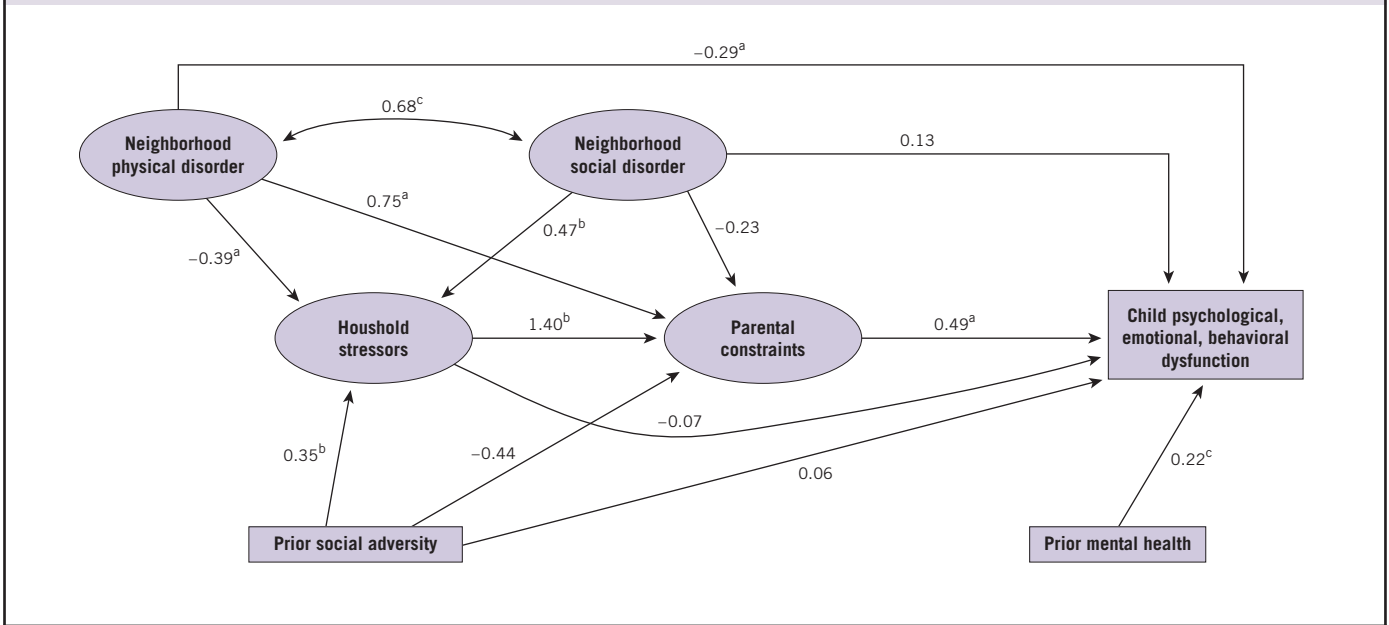 −0.29a
0.68c
Neighborhood
physical disorder
Neighborhood
social disorder
0.13
0.75a
0.47b
−0.23
−0.39a
Houshold
stressors
1.40b
Parental
constraints
0.49a
Child psychological,
emotional, behavioral
dysfunction
−0.07
0.35b
−0.44
0.06
0.22c
Prior social adversity
Prior mental health